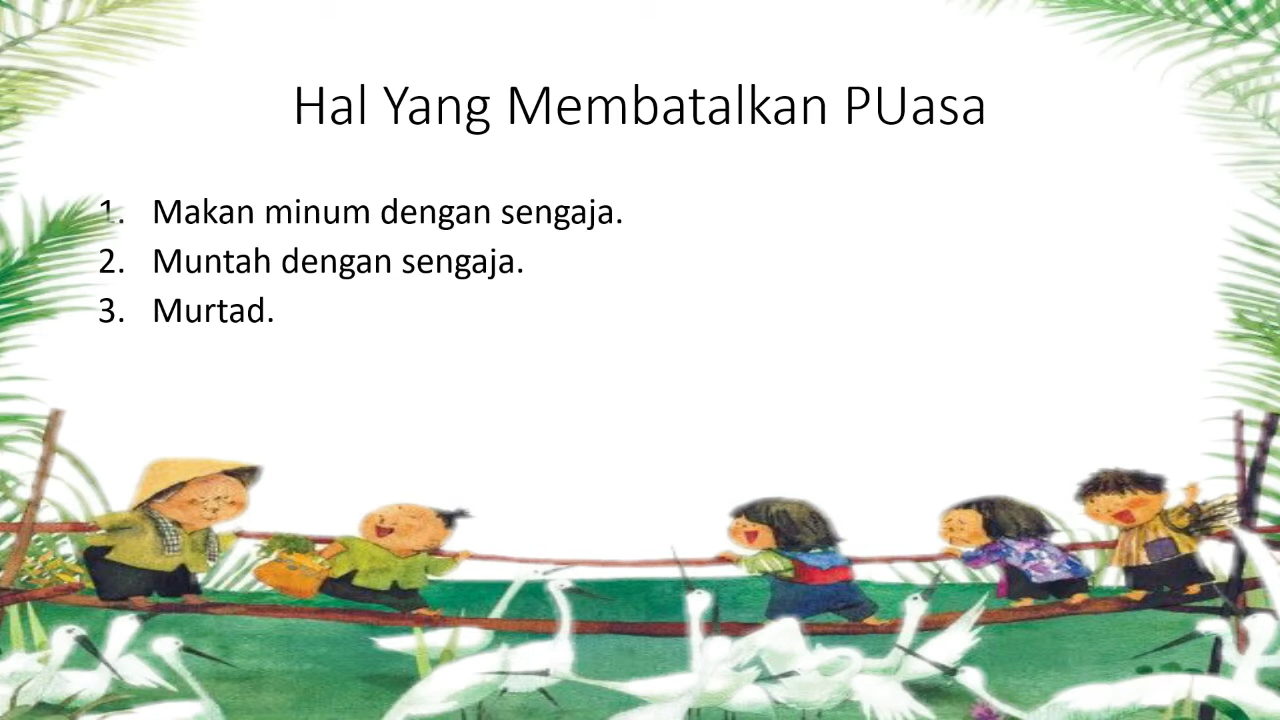 Hal Yang Membatalkan PUasa
1. Makan minum dengan sengaja.
2. Muntah dengan sengaja.
3. Murtad.